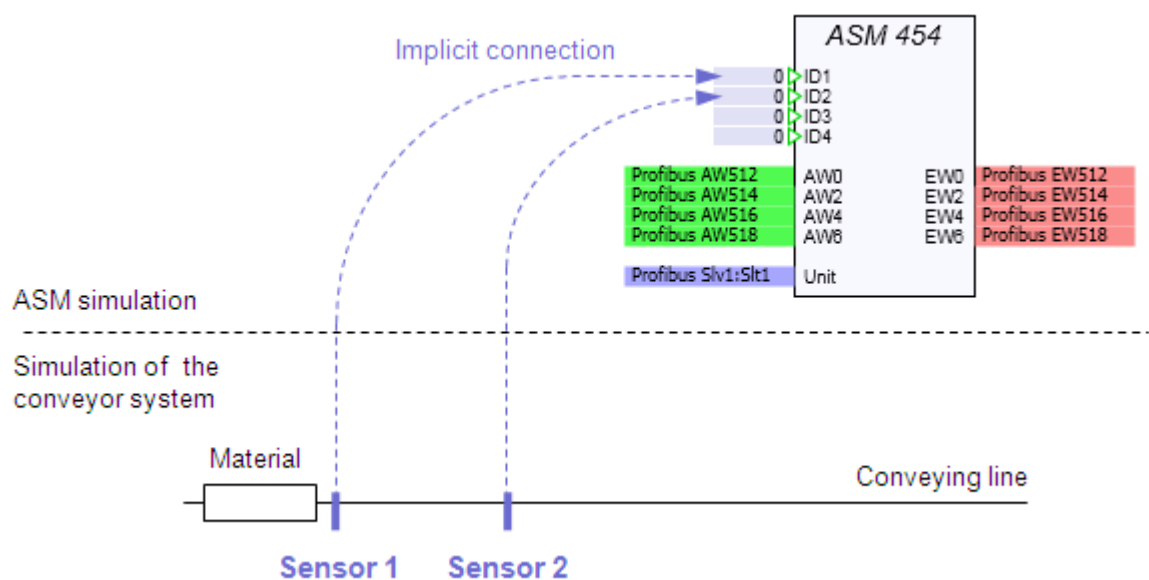 ASM 454
Implicit connection
0 ID1
0 ID2
0 ID3
0 ID4
Profibus AW512 AW0 EW0 Profibus EW512
Profibus AW514 AW2 EW2 Profibus EW514
Profibus AW516 AW4 EW4 Profibus EW516
Profibus AW518 AW6 EW6 Profibus EW518
Profibus Slv1:Slt1 Unit
ASM simulation
Simulation of the
conveyor system
Material
Conveying line
Sensor 1 Sensor 2